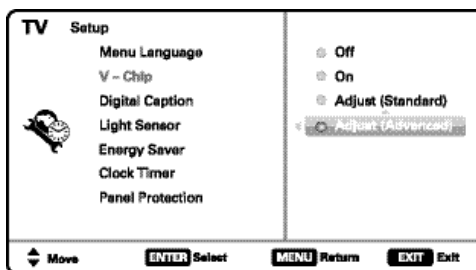 TV Setup
Menu Language
V - Chip
Digital Caption
Light Sensor
Energy Saver
Clock Timer
Panel Protection
Off
On
Adjust (Standard)
Adjust (Advanced)
Move ENTER Select MENU Return EXIT Exit